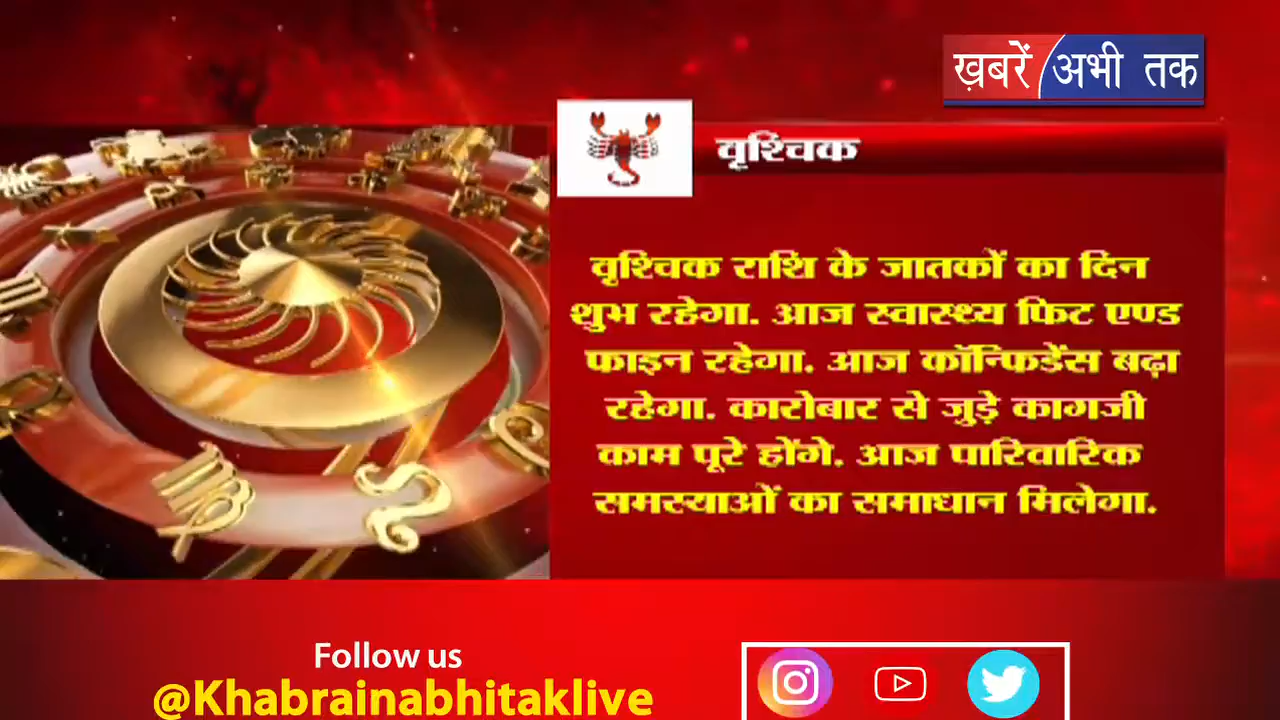 ख़बरें अभी तक
वृश्चिक
वृश्चिक राशि के जातकों का दिन
शुभ रहेगा. आज स्वास्थ्य फिट एण्ड
फाइन रहेगा. आज कॉन्फिडेंस बढ़ा
रहेगा. कारोबार से जुड़े कागजी
काम पूरे होंगे. आज पारिवारिक
समस्याओं का समाधान मिलेगा.
Follow us
@Khabrainabhitaklive